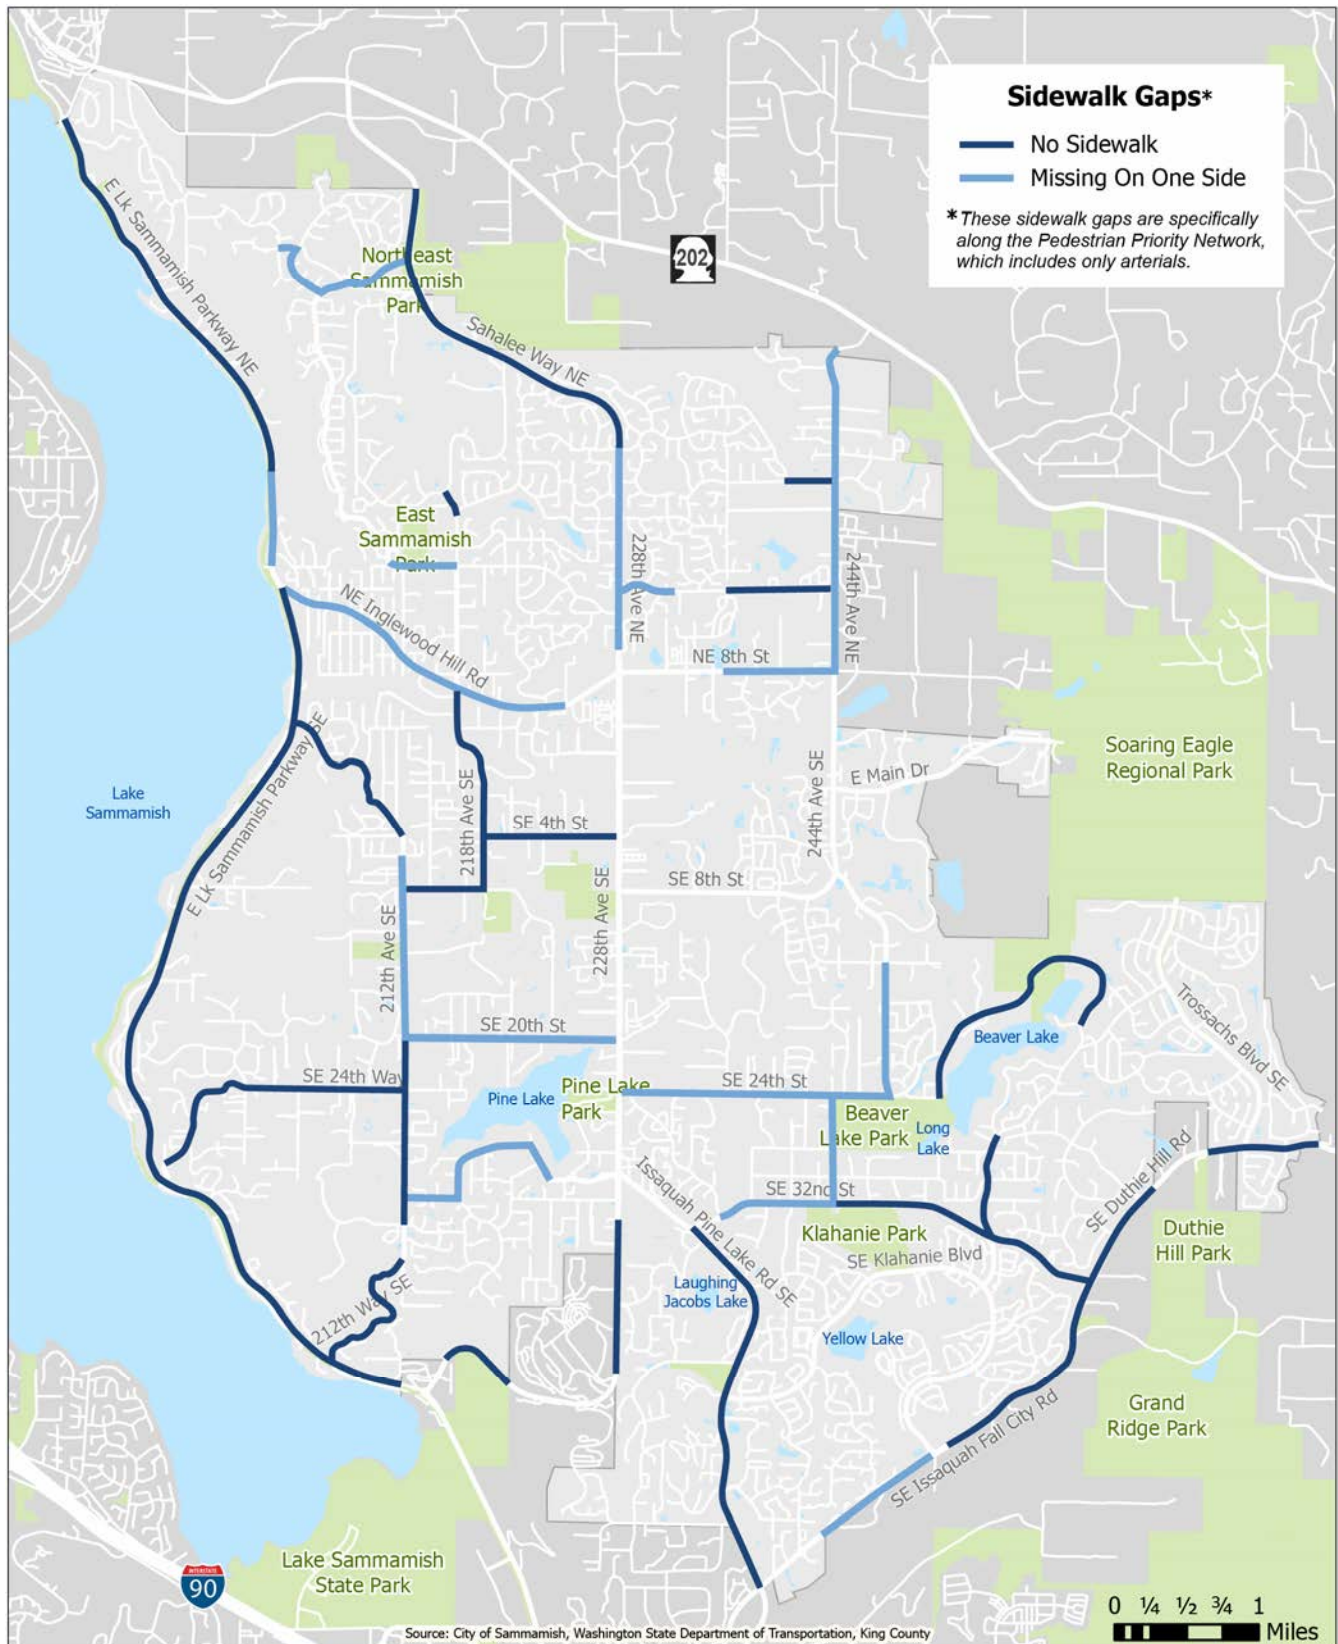 Sidewalk Gaps*
No Sidewalk
Missing On One Side
* These sidewalk gaps are specifically
along the Pedestrian Priority Network,
which includes only arterials.
E Lk Sammamish Parkway NE
Northeast
Sammamish
Park
202
Sahalee Way NE
East
Sammamish
Park
228th Ave NE
244th Ave NE
NE Inglewood Hill Rd
NE 8th St
Soaring Eagle
Regional Park
E Lk Sammamish Parkway SE
E Main Dr
Lake
Sammamish
218th Ave SE
SE 4th St
244th Ave SE
SE 8th St
228th Ave SE
212th Ave SE
SE 20th St
Beaver Lake
Trossachs Blvd SE
SE 24th Way
SE 24th St
Pine Lake
Pine Lake
Park
Beaver
Lake Park
Long
Lake
SE Duthie Hill Rd
Issaquah Pine Lake Rd SE
SE 32nd St
Klahanie Park
Duthie
Hill Park
SE Klahanie Blvd
212th Way SE
Laughing
Jacobs Lake
Yellow Lake
Grand
Ridge Park
SE Issaquah Fall City Rd
Lake Sammamish
State Park
INTERSTATE
90
0 ¼ ½ ¾ 1
Miles
Source: City of Sammamish, Washington State Department of Transportation, King County